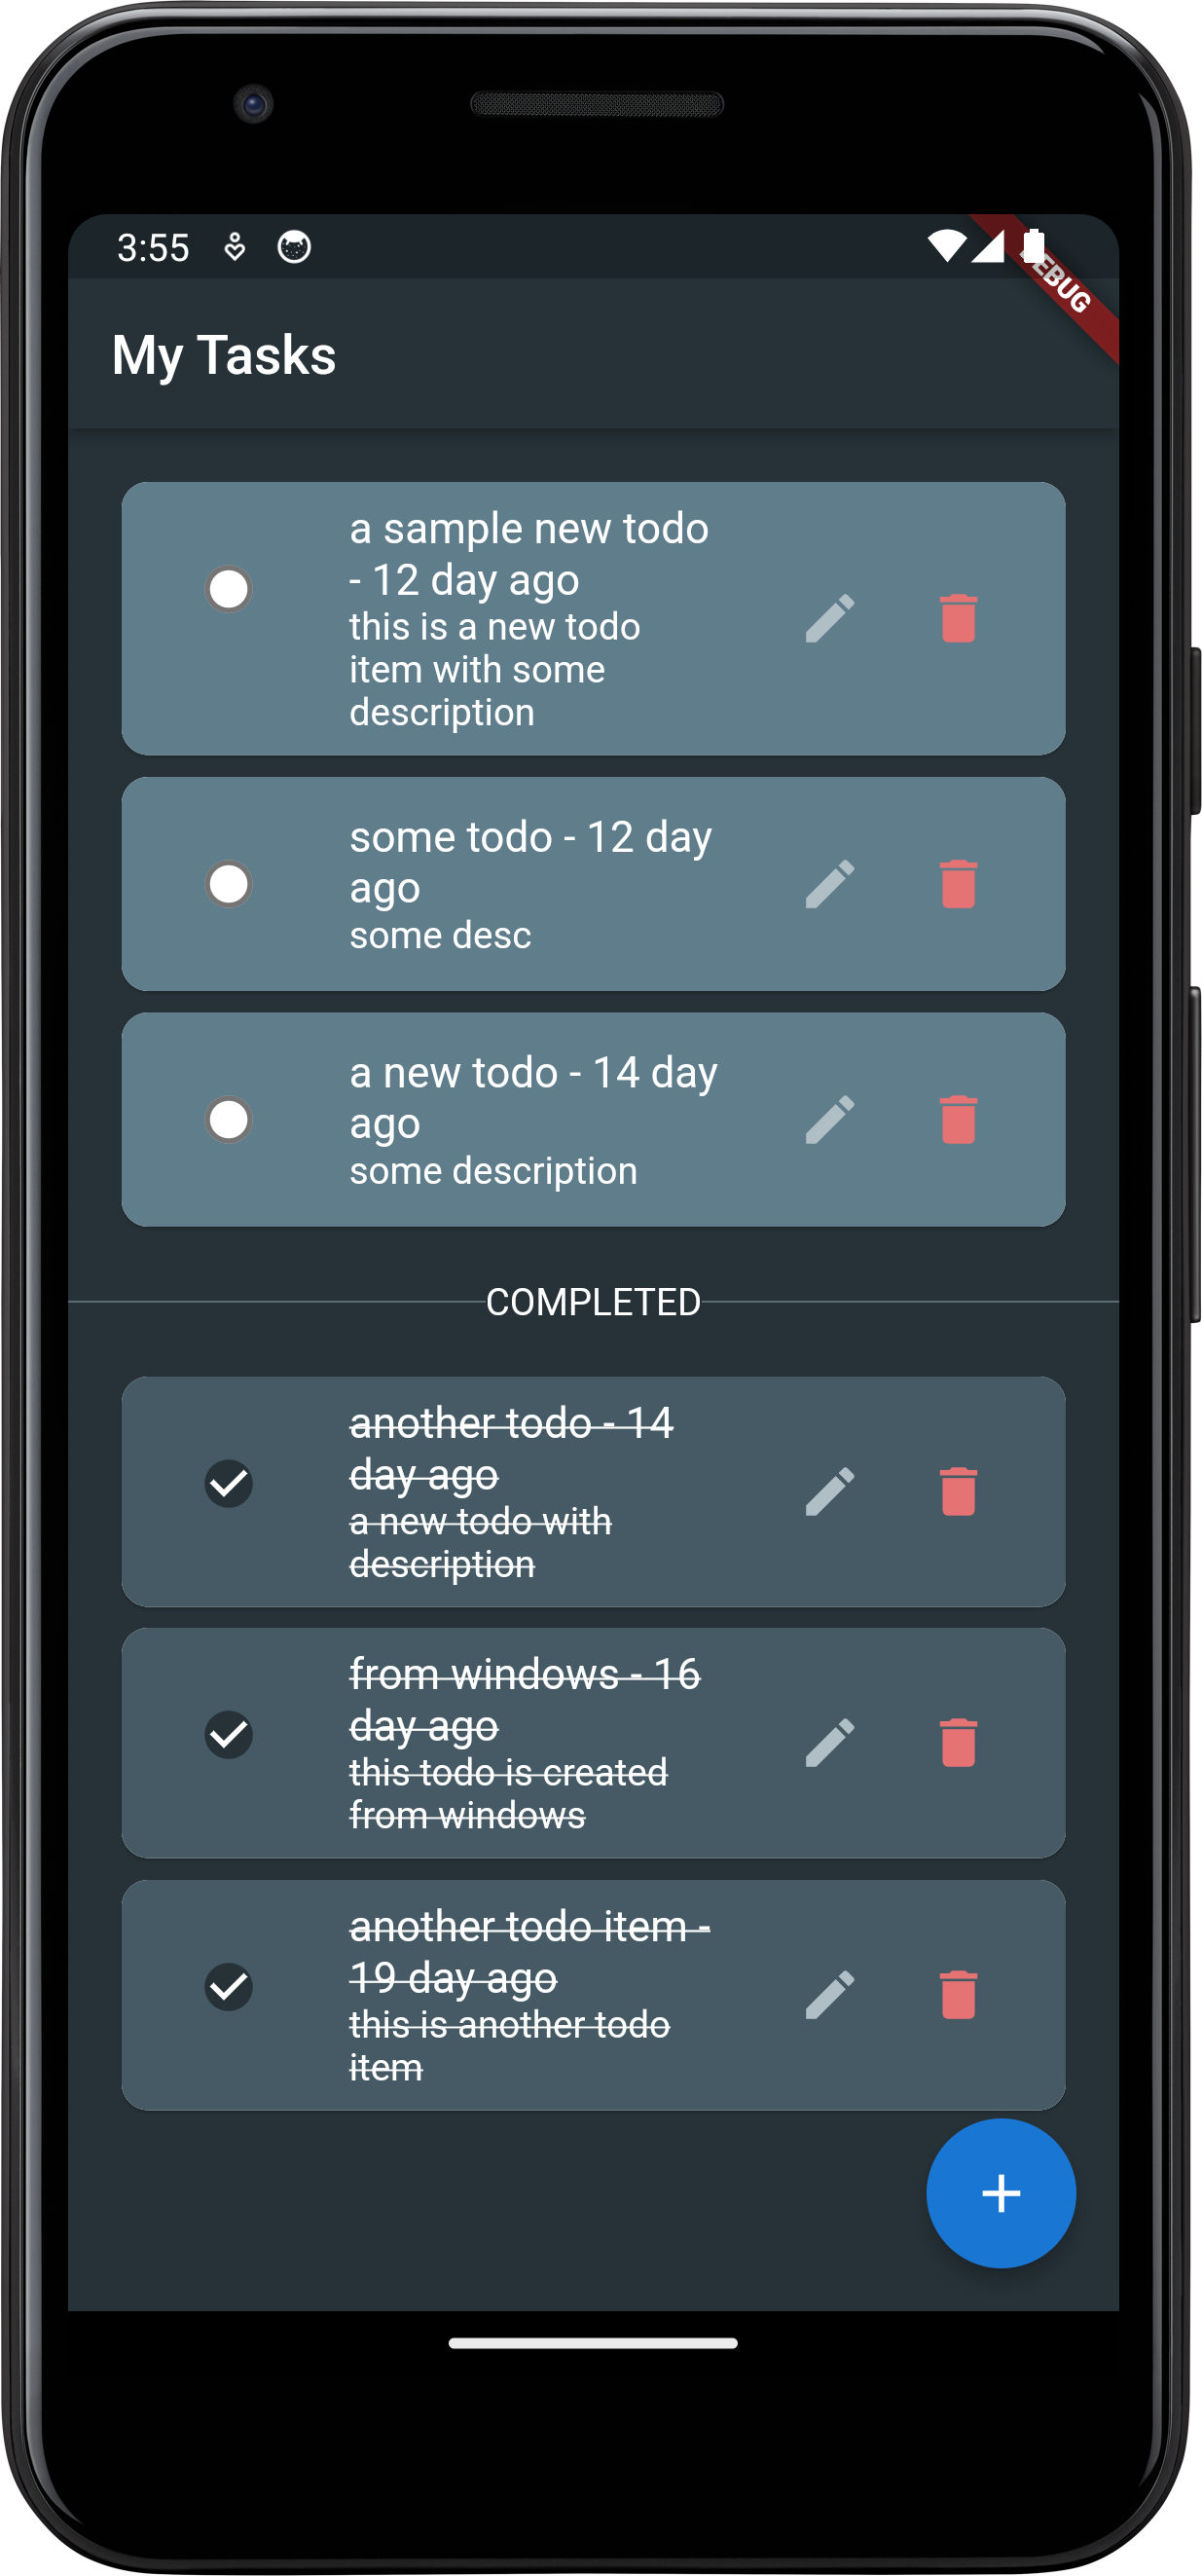 3:55
DEBUG
My Tasks
a sample new todo
- 12 day ago
this is a new todo
item with some
description
some todo - 12 day
ago
some desc
a new todo - 14 day
ago
some description
COMPLETED
another todo - 14
day ago
a new todo with
description
from windows - 16
day ago
this todo is created
from windows
another todo item -
19 day ago
this is another todo
item